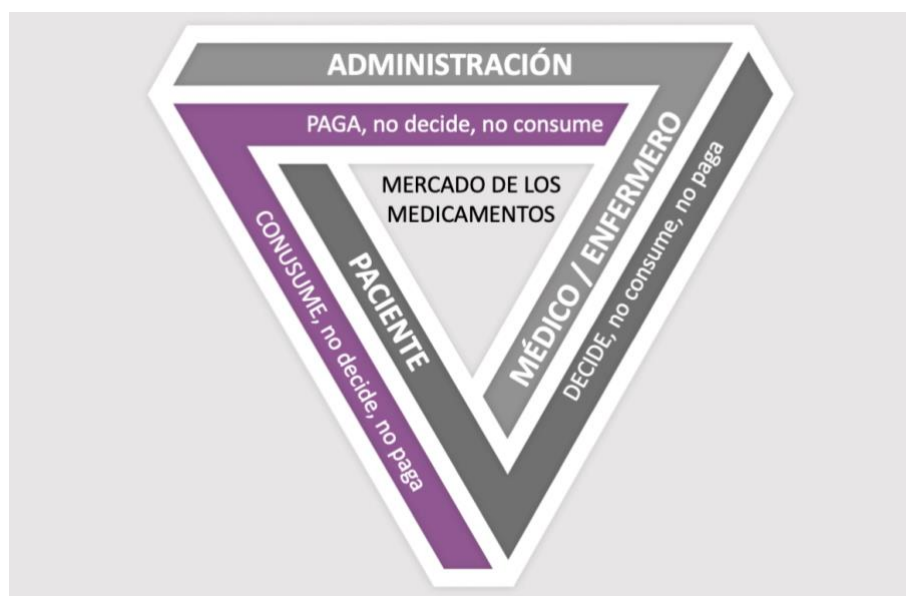 ADMINISTRACIÓN
PAGA, no decide, no consume
MERCADO DE LOS
MEDICAMENTOS
PACIENTE
CONUSUME, no decide, no paga
MÉDICO / ENFERMERO
DECIDE, no consume, no paga